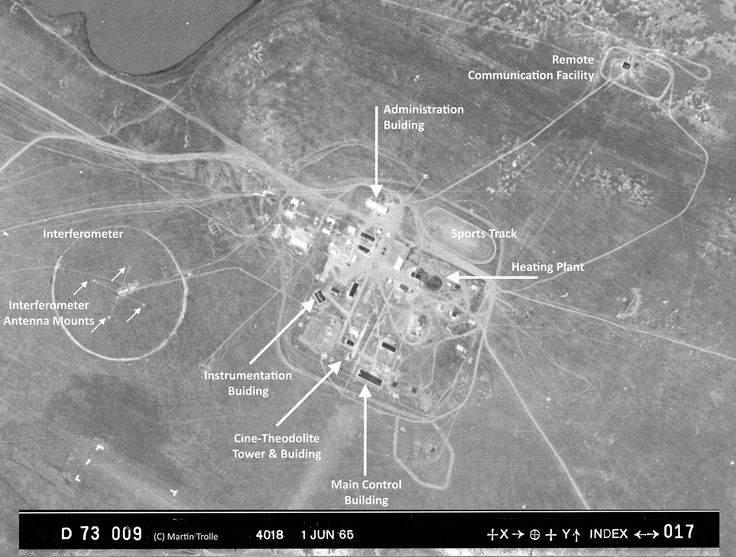 Remote
Communication Facility
Administration
Buiding
Interferometer
Sports Track
Heating Plant
Interferometer
Antenna Mounts
Instrumentation
Buiding
Cine-Theodolite
Tower & Buiding
Main Control
Building
D 73 009 (C) Martin Trolle 4018 1 JUN 65 +X→ ⊕ +Y↑ INDEX ↔ 017